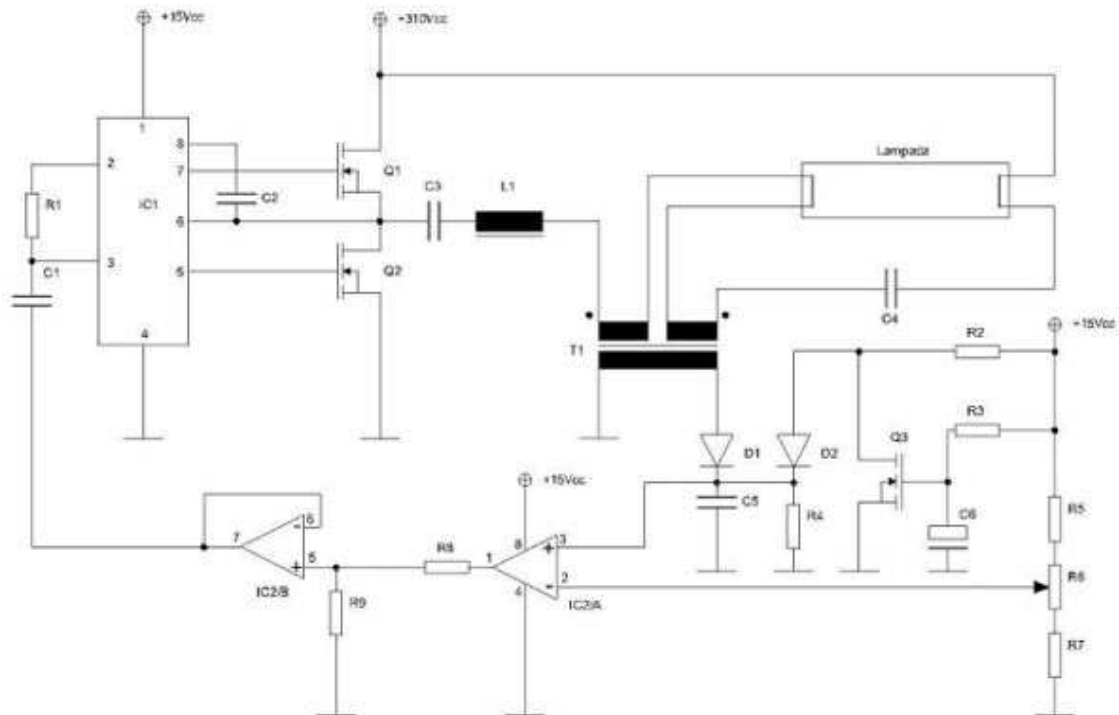 +15Vcc
+310Vcc
1
8
2
7
Q1
Lampada
R1
IC1
C2
C3
L1
6
3
5
Q2
C1
4
C4
+15Vcc
T1
R2
R3
Q3
D1
D2
+15Vcc
C5
R4
C6
R5
6
7
5
R8
1
8
3
R6
2
IC2/B
R9
4
IC2/A
R7